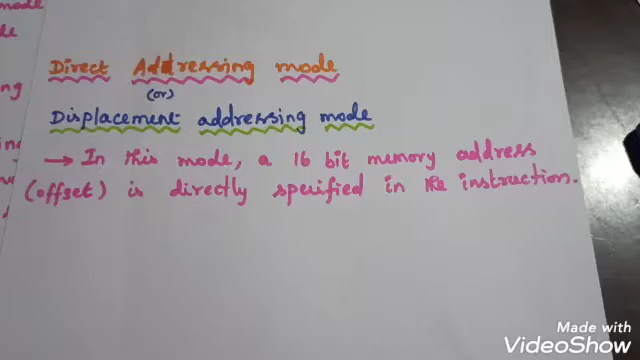 mode
Direct Addressing mode
(or)
Displacement addressing mode
→ In this mode, a 16 bit memory address
(offset) is directly specified in the instruction.
Made with
VideoShow